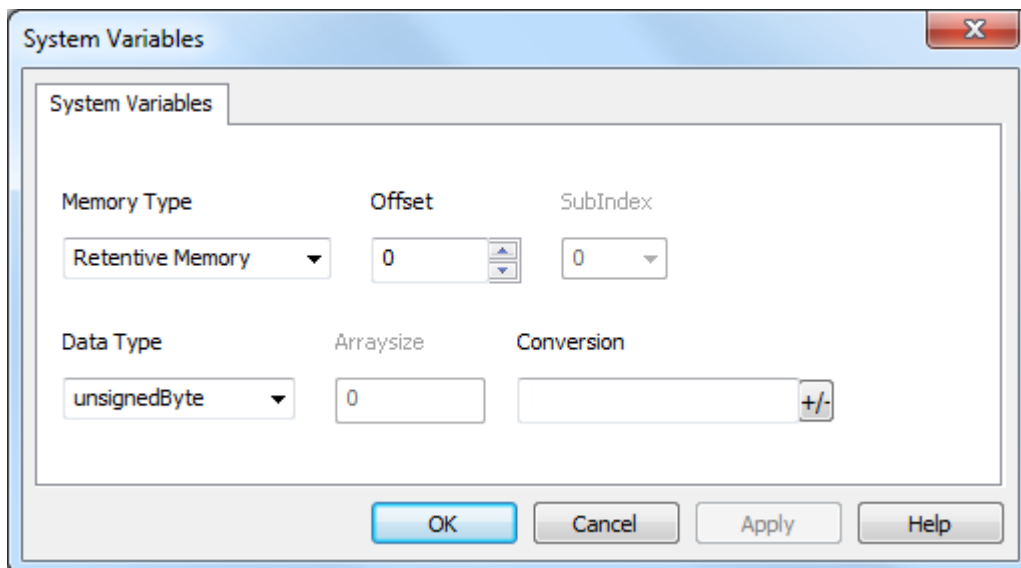 System Variables
System Variables
Memory Type Offset SubIndex
Retentive Memory 0 0
Data Type Arraysize Conversion
unsignedByte 0 +/-
OK Cancel Apply Help